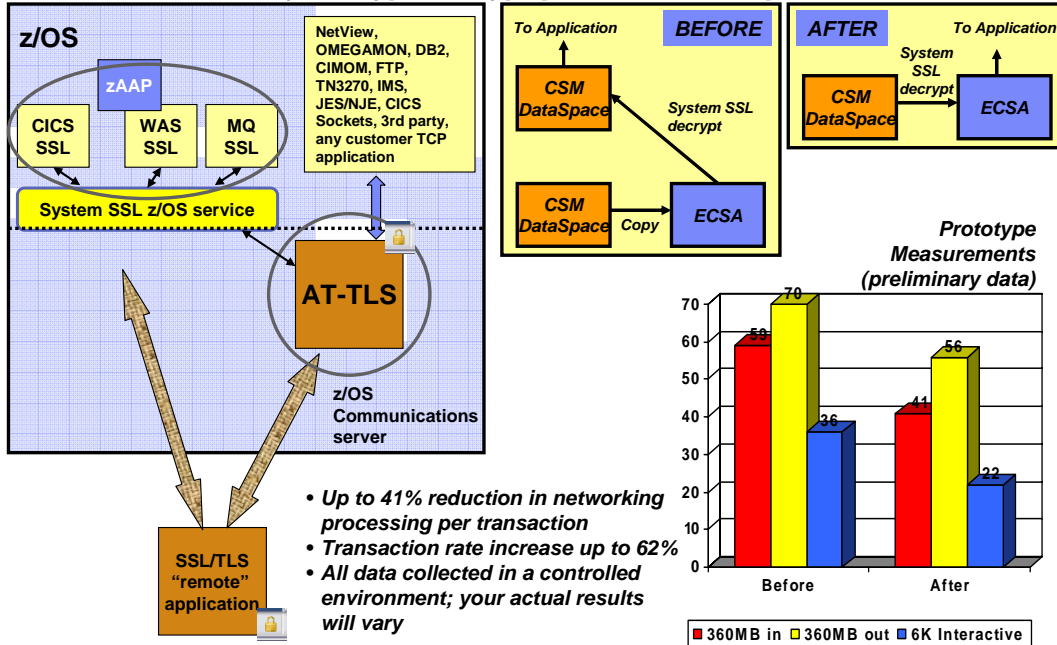 z/OS
zAAP
CICS
SSL
WAS
SSL
MQ
SSL
System SSL z/OS service
NetView,
OMEGAMON, DB2,
CIMOM, FTP,
TN3270, IMS,
JES/NJE, CICS
Sockets, 3rd party,
any customer TCP
application
AT-TLS
z/OS
Communications
server
SSL/TLS
“remote”
application
To Application
BEFORE
CSM
DataSpace
System SSL
decrypt
CSM
DataSpace
Copy
ECSA
AFTER
To Application
System
SSL
decrypt
CSM
DataSpace
ECSA
• Up to 41% reduction in networking
processing per transaction
• Transaction rate increase up to 62%
• All data collected in a controlled
environment; your actual results
will vary
Prototype
Measurements
(preliminary data)
70
60
50
40
30
20
10
0
59
70
36
41
56
22
Before
After
360MB in
360MB out
6K Interactive